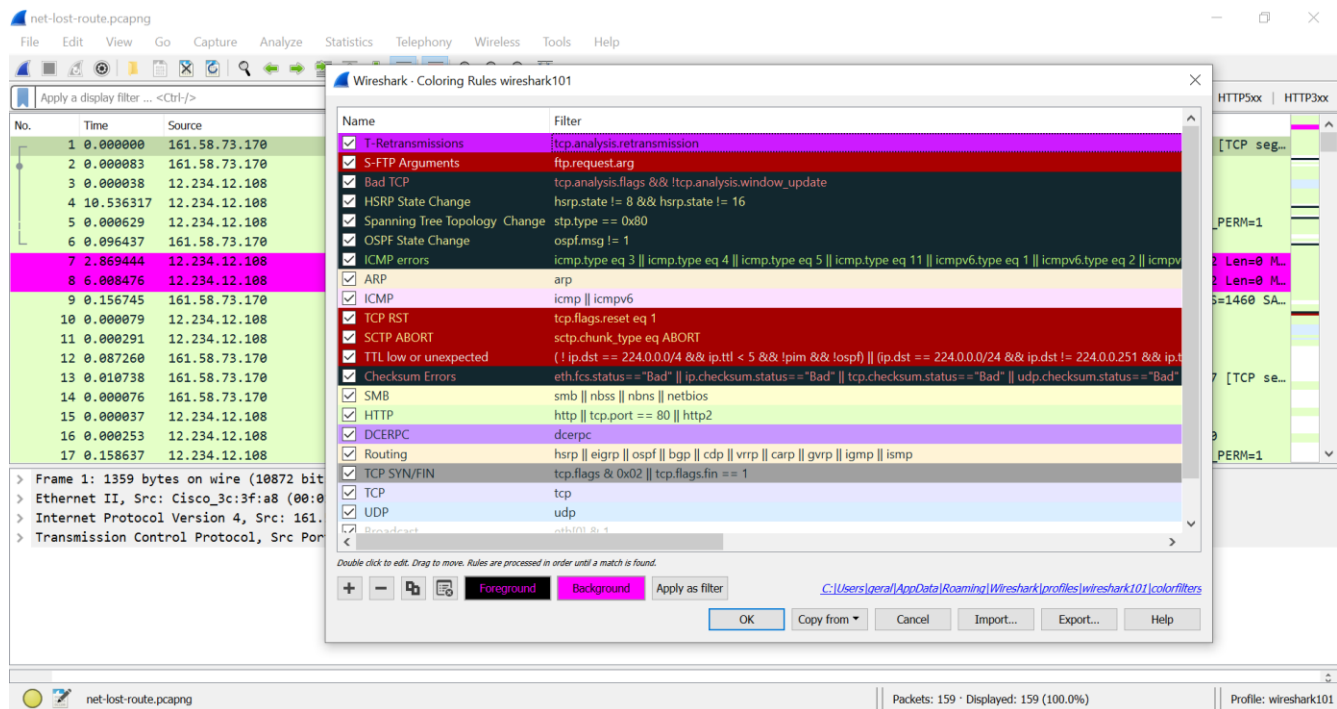 net-lost-route.pcapng
File Edit View Go Capture Analyze Statistics Telephony Wireless Tools Help
Apply a display filter ... <Ctrl-/>
HTTP5xx | HTTP3xx
No. Time Source
1 0.000000 161.58.73.170 [TCP seg…
2 0.000083 12.234.12.108
3 0.000038 12.234.12.108
4 10.536317 12.234.12.108
5 0.000629 12.234.12.108 _PERM=1
6 0.096437 161.58.73.170
7 2.869444 12.234.12.108 2 Len=0 M…
8 6.008476 12.234.12.108 2 Len=0 M…
9 0.156745 161.58.73.170 S=1460 SA…
10 0.000079 12.234.12.108
11 0.000291 12.234.12.108
12 0.087260 161.58.73.170
13 0.010738 161.58.73.170 7 [TCP se…
14 0.000076 161.58.73.170
15 0.000037 12.234.12.108
16 0.000253 12.234.12.108
17 0.158637 12.234.12.108 _PERM=1
> Frame 1: 1359 bytes on wire (10872 bit
> Ethernet II, Src: Cisco_3c:3f:a8 (00:0
> Internet Protocol Version 4, Src: 161.
> Transmission Control Protocol, Src Por
Wireshark · Coloring Rules wireshark101
Name Filter
T-Retransmissions tcp.analysis.retransmission
S-FTP Arguments ftp.request.arg
Bad TCP tcp.analysis.flags && !tcp.analysis.window_update
HSRP State Change hsrp.state != 8 && hsrp.state != 16
Spanning Tree Topology Change stp.type == 0x80
OSPF State Change ospf.msg != 1
ICMP errors icmp.type eq 3 || icmp.type eq 4 || icmp.type eq 5 || icmp.type eq 11 || icmpv6.type eq 1 || icmpv6.type eq 2 || icmpv
ARP arp
ICMP icmp || icmpv6
TCP RST tcp.flags.reset eq 1
SCTP ABORT sctp.chunk_type eq ABORT
TTL low or unexpected ( ! ip.dst == 224.0.0.0/4 && ip.ttl < 5 && !pim && !ospf) || (ip.dst == 224.0.0.0/24 && ip.dst != 224.0.0.251 && ip.t
Checksum Errors eth.fcs.status=="Bad" || ip.checksum.status=="Bad" || tcp.checksum.status=="Bad" || udp.checksum.status=="Bad"
SMB smb || nbss || nbns || netbios
HTTP http || tcp.port == 80 || http2
DCERPC dcerpc
Routing hsrp || eigrp || ospf || bgp || cdp || vrrp || carp || gvrp || igmp || ismp
TCP SYN/FIN tcp.flags & 0x02 || tcp.flags.fin == 1
TCP tcp
UDP udp
Broadcast eth[0] & 1
Double click to edit. Drag to move. Rules are processed in order until a match is found.
Foreground Background Apply as filter C:\Users\geral\AppData\Roaming\Wireshark\profiles\wireshark101\colorfilters
OK Copy from Cancel Import... Export... Help
net-lost-route.pcapng Packets: 159 · Displayed: 159 (100.0%) Profile: wireshark101